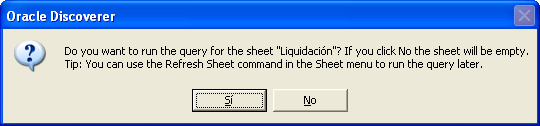 Oracle Discoverer
Do you want to run the query for the sheet "Liquidación"? If you click No the sheet will be empty.
Tip: You can use the Refresh Sheet command in the Sheet menu to run the query later.
Sí
No